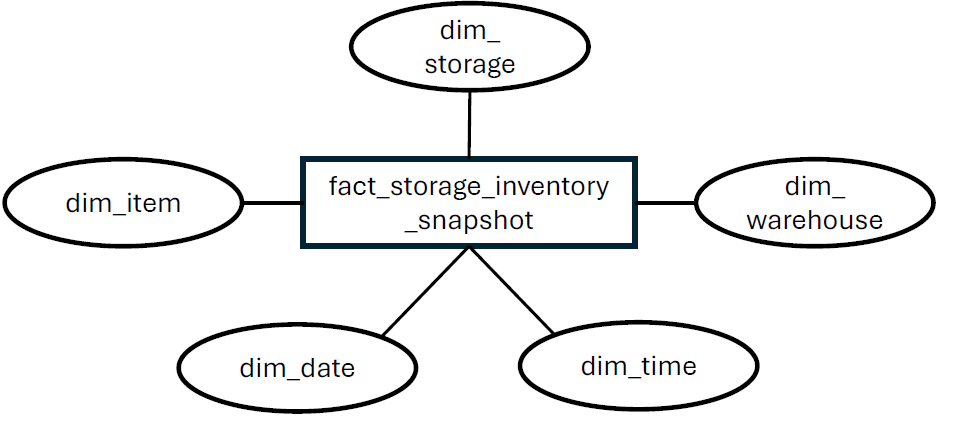 dim_
storage
dim_item
fact_storage_inventory
_snapshot
dim_
warehouse
dim_date
dim_time